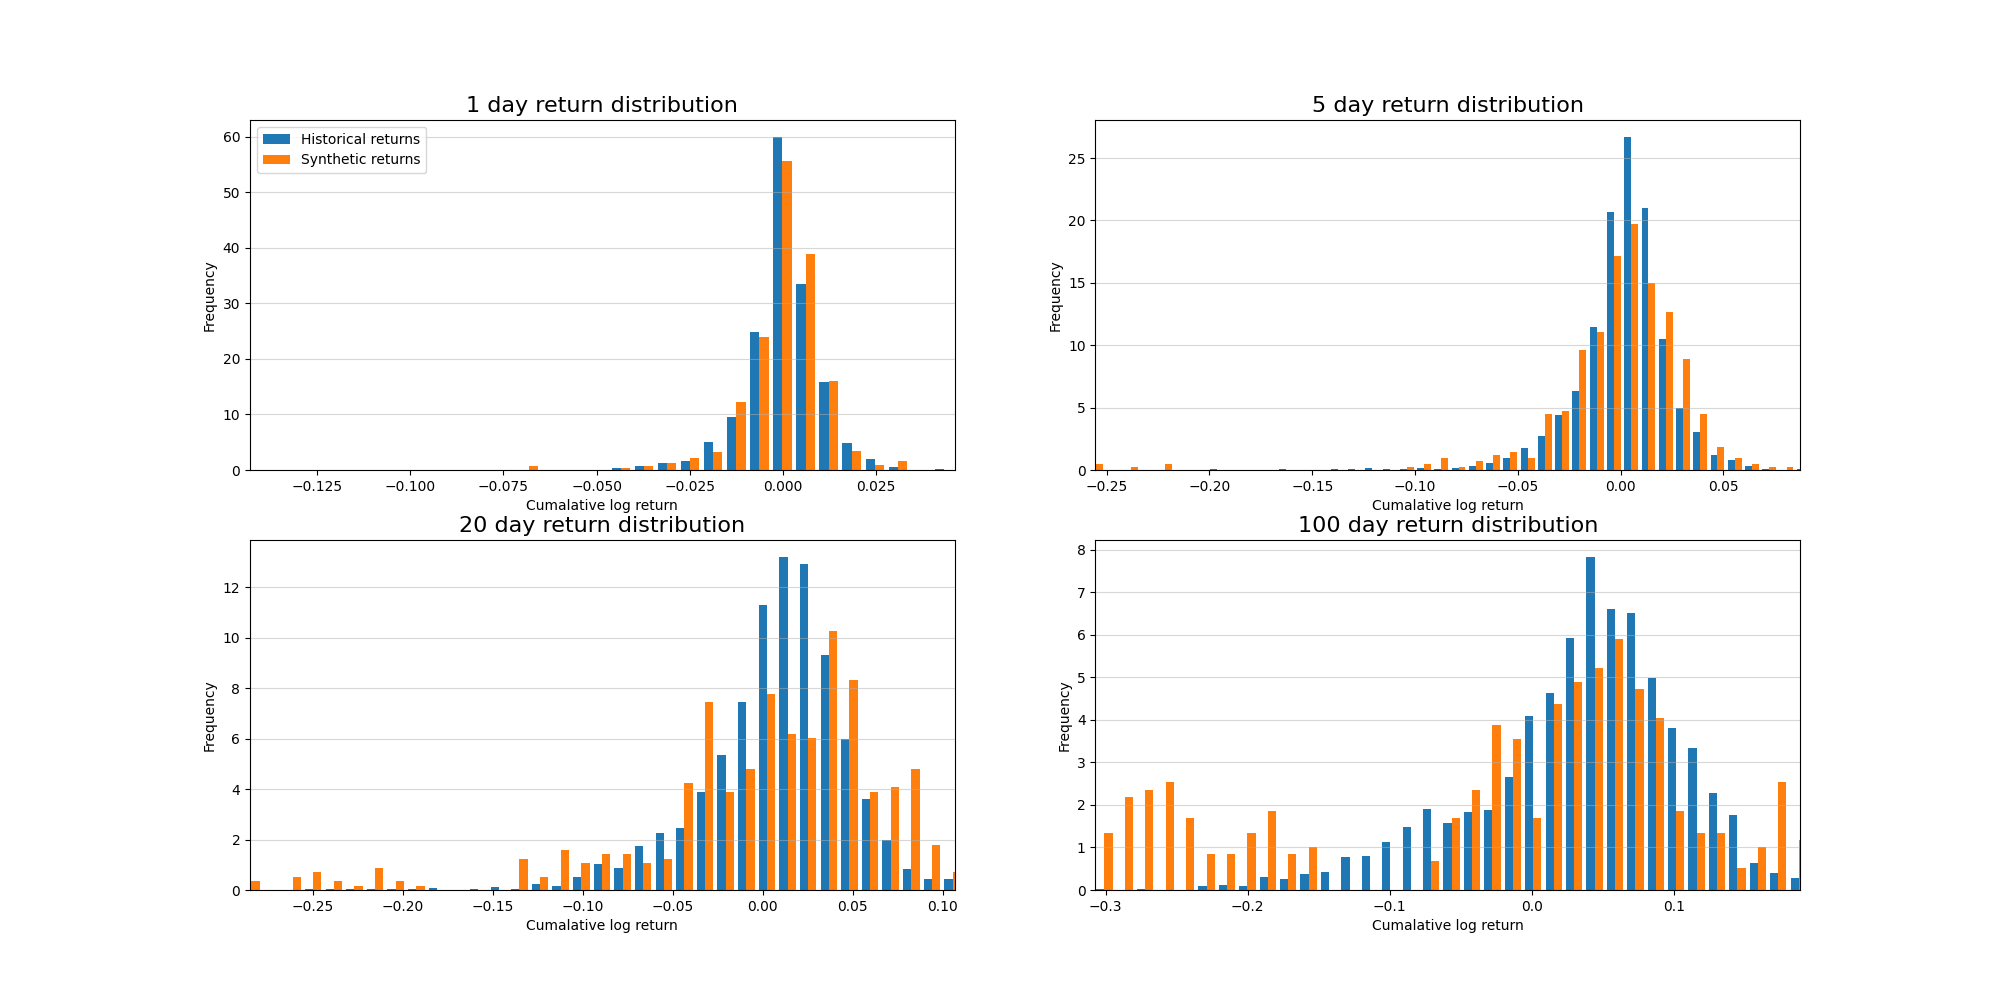 1 day return distribution
Historical returns
Synthetic returns
60
50
40
30
20
10
0
Frequency
−0.125 −0.100 −0.075 −0.050 −0.025 0.000 0.025
Cumalative log return
5 day return distribution
25
20
15
10
5
0
Frequency
−0.25 −0.20 −0.15 −0.10 −0.05 0.00 0.05
Cumalative log return
20 day return distribution
12
10
8
6
4
2
0
Frequency
−0.25 −0.20 −0.15 −0.10 −0.05 0.00 0.05 0.10
Cumalative log return
100 day return distribution
8
7
6
5
4
3
2
1
0
Frequency
−0.3 −0.2 −0.1 0.0 0.1
Cumalative log return